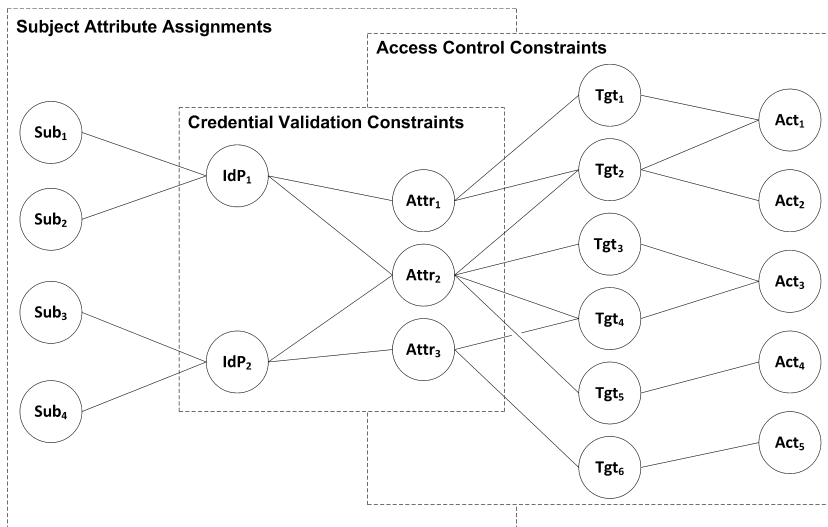 Subject Attribute Assignments
Access Control Constraints
Credential Validation Constraints
Sub₁
Sub₂
Sub₃
Sub₄
IdP₁
IdP₂
Attr₁
Attr₂
Attr₃
Tgt₁
Tgt₂
Tgt₃
Tgt₄
Tgt₅
Tgt₆
Act₁
Act₂
Act₃
Act₄
Act₅